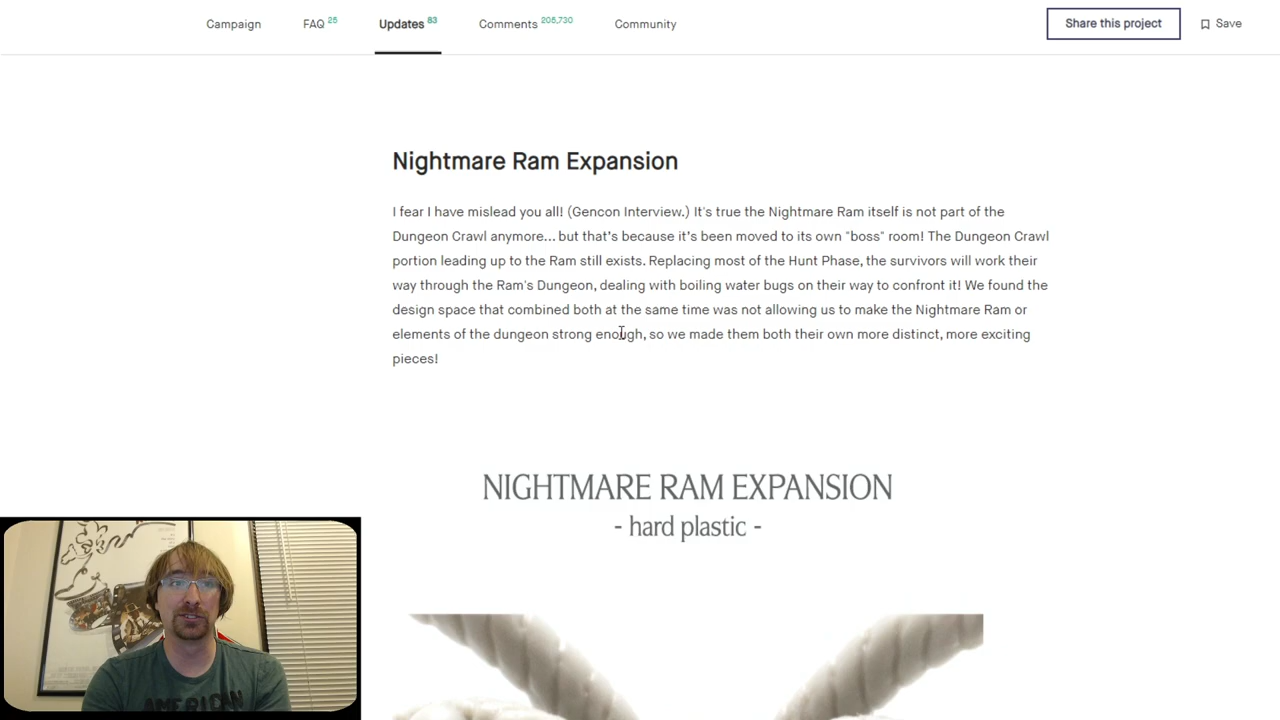 Campaign FAQ 25 Updates 83 Comments 208,730 Community Share this project Save
Nightmare Ram Expansion
I fear I have mislead you all! (Gencon Interview.) It's true the Nightmare Ram itself is not part of the
Dungeon Crawl anymore... but that's because it's been moved to its own "boss" room! The Dungeon Crawl
portion leading up to the Ram still exists. Replacing most of the Hunt Phase, the survivors will work their
way through the Ram's Dungeon, dealing with boiling water bugs on their way to confront it! We found the
design space that combined both at the same time was not allowing us to make the Nightmare Ram or
elements of the dungeon strong enough, so we made them both their own more distinct, more exciting
pieces!
NIGHTMARE RAM EXPANSION
- hard plastic -
AMERICAN